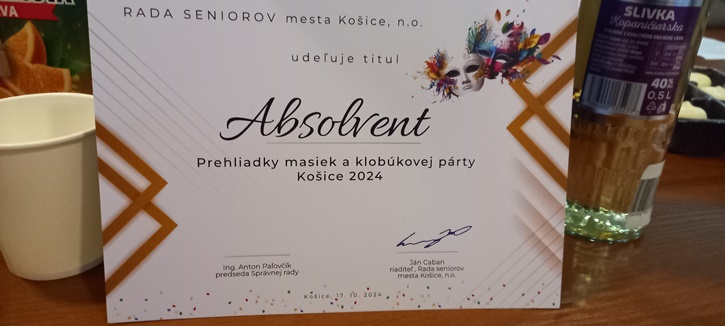 RADA SENIOROV mesta Košice, n.o.
udeľuje titul
Absolvent
Prehliadky masiek a klobúkovej párty
Košice 2024
Ing. Anton Paľovčík
predseda Správnej rady
Ján Caban
riaditeľ, Rada seniorov
mesta Košice, n.o.
Košice, 17. 10. 2024
SLIVKA
Kopaničiarska
40%
0,5 L